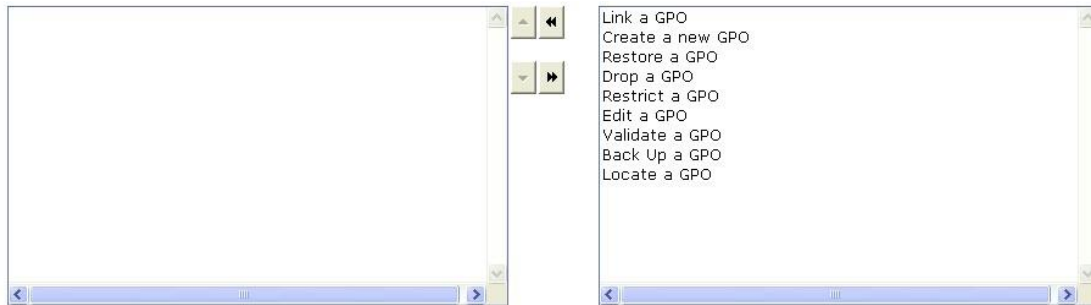 Link a GPO
Create a new GPO
Restore a GPO
Drop a GPO
Restrict a GPO
Edit a GPO
Validate a GPO
Back Up a GPO
Locate a GPO